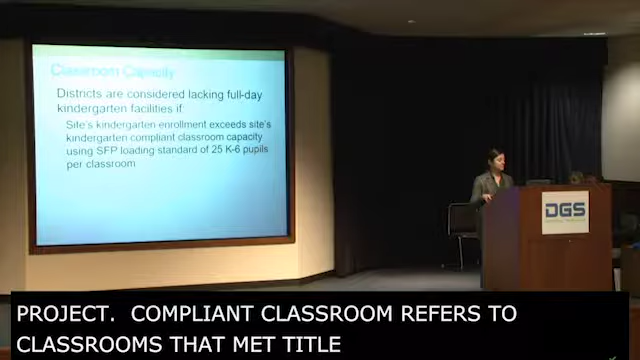 Classroom Capacity
Districts are considered lacking full-day
kindergarten facilities if:
Site's kindergarten enrollment exceeds site's
kindergarten compliant classroom capacity
using SFP loading standard of 25 K-6 pupils
per classroom
DGS
PROJECT.  COMPLIANT CLASSROOM REFERS TO
CLASSROOMS THAT MET TITLE